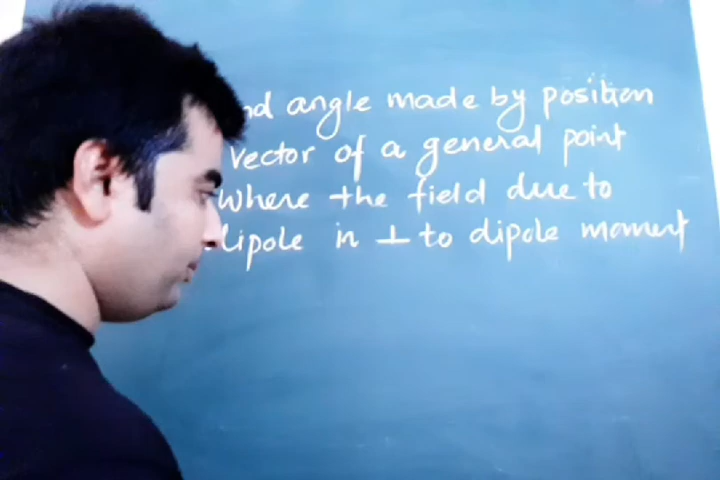 angle made by position
vector of a general point
where the field due to
in ⊥ to dipole moment